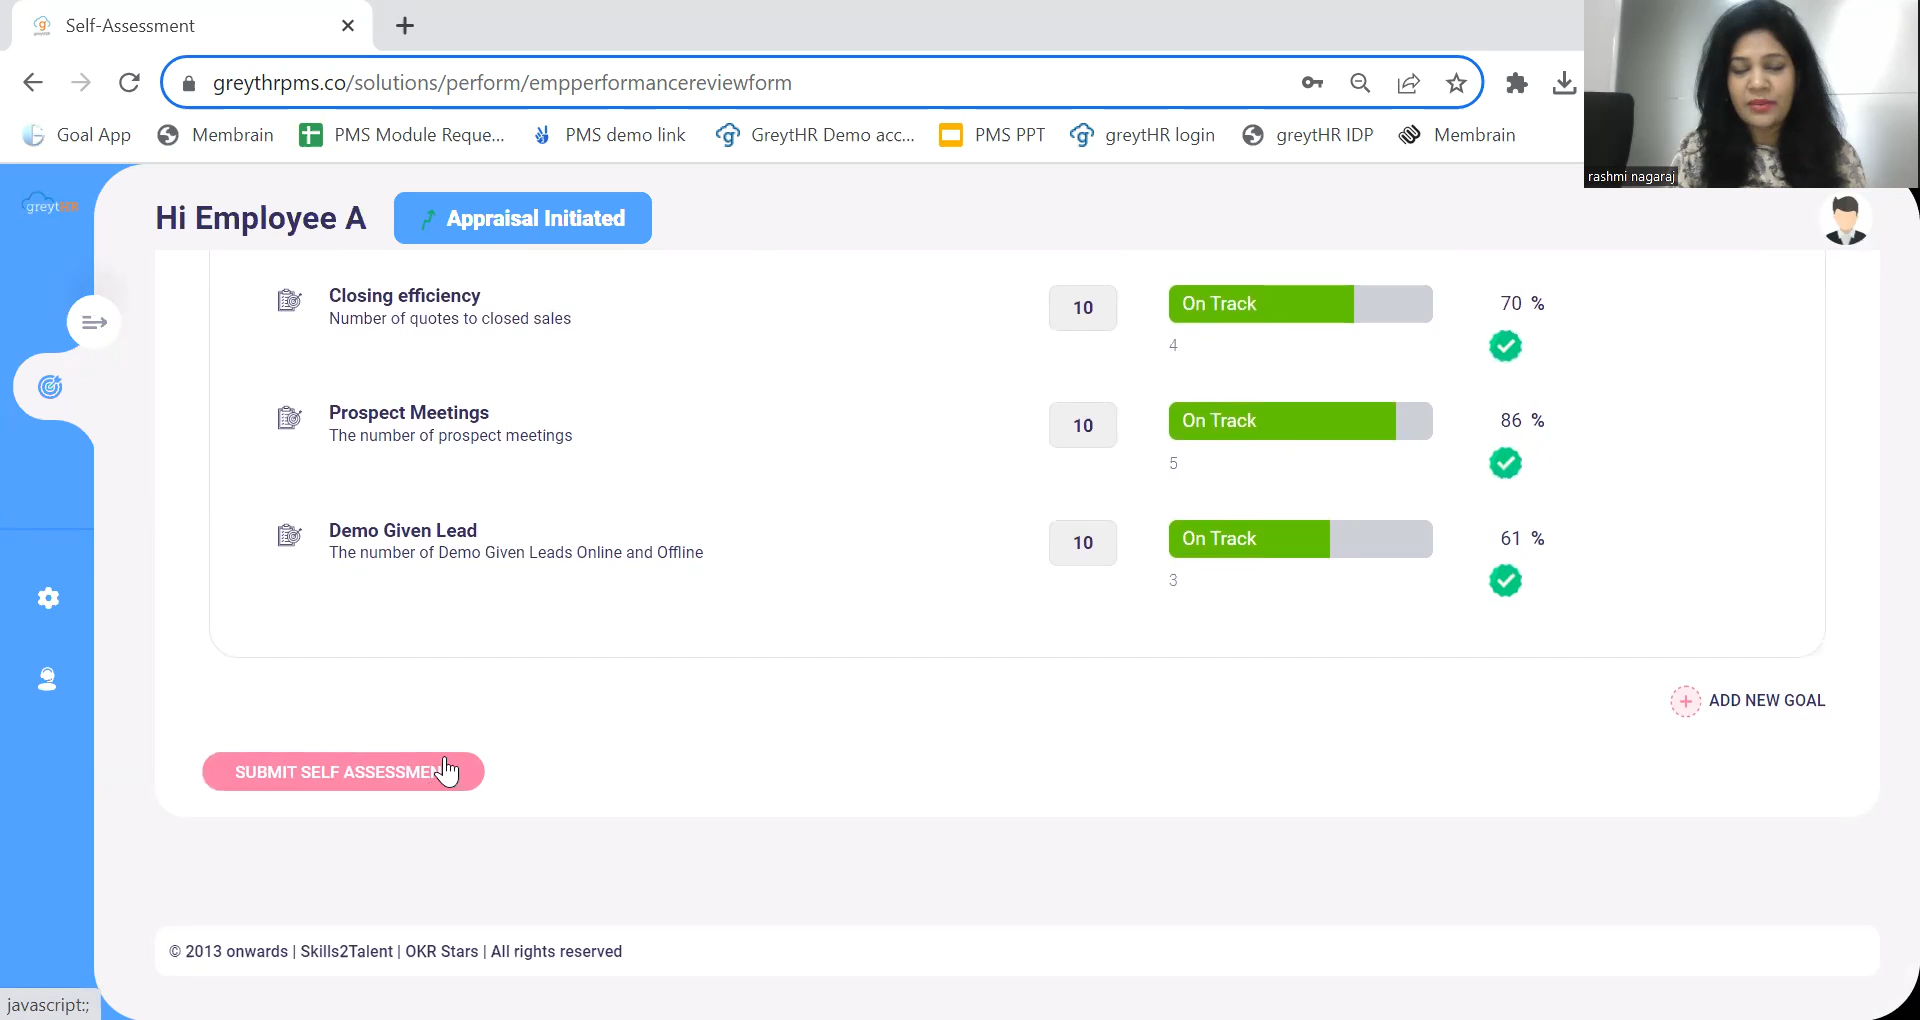 Self-Assessment
greythrpms.co/solutions/perform/empperformancereviewform
Goal App Membrain PMS Module Reque... PMS demo link GreytHR Demo acc... PMS PPT greytHR login greytHR IDP Membrain
rashmi nagaraj
greytHR
Hi Employee A Appraisal Initiated
Closing efficiency 10 On Track 70 %
Number of quotes to closed sales
4
Prospect Meetings 10 On Track 86 %
The number of prospect meetings
5
Demo Given Lead 10 On Track 61 %
The number of Demo Given Leads Online and Offline
3
ADD NEW GOAL
SUBMIT SELF ASSESSMEN
© 2013 onwards | Skills2Talent | OKR Stars | All rights reserved
javascript:;